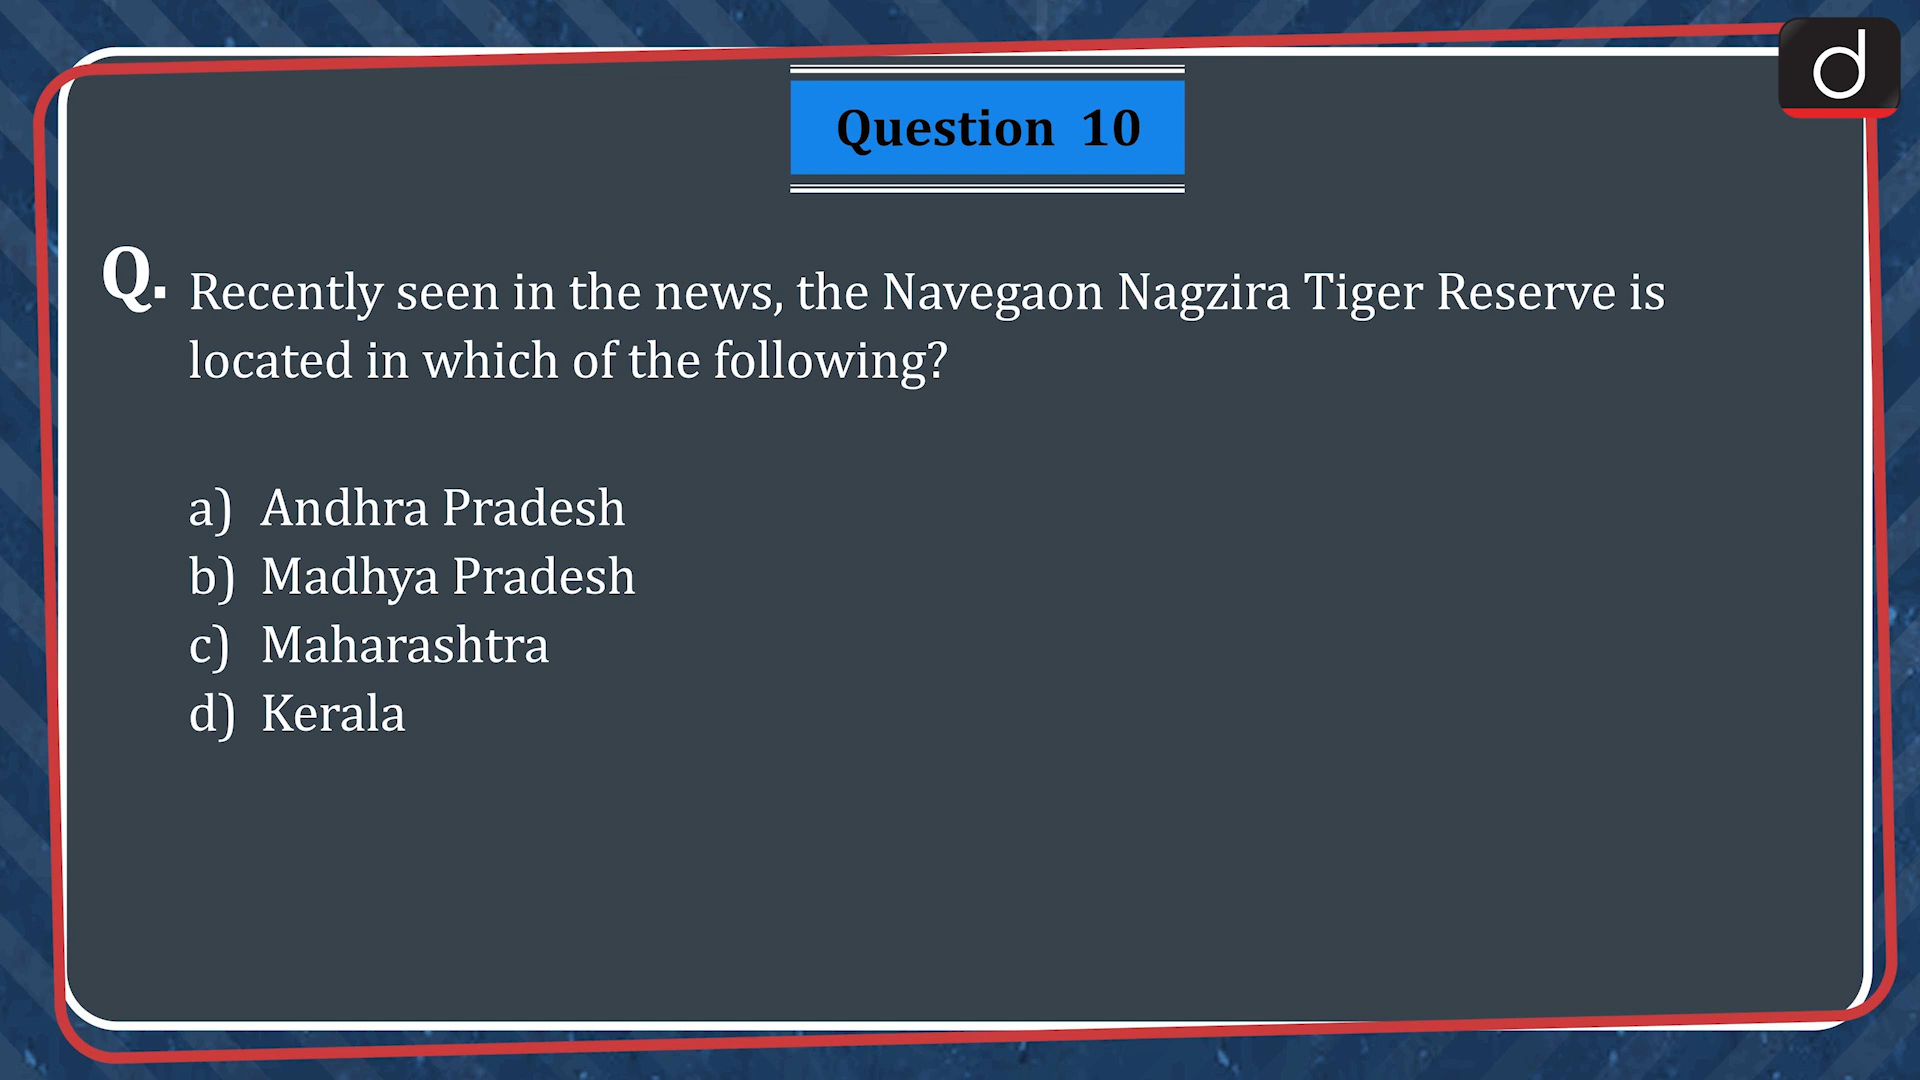 d
Question 10
Q. Recently seen in the news, the Navegaon Nagzira Tiger Reserve is
located in which of the following?
a) Andhra Pradesh
b) Madhya Pradesh
c) Maharashtra
d) Kerala